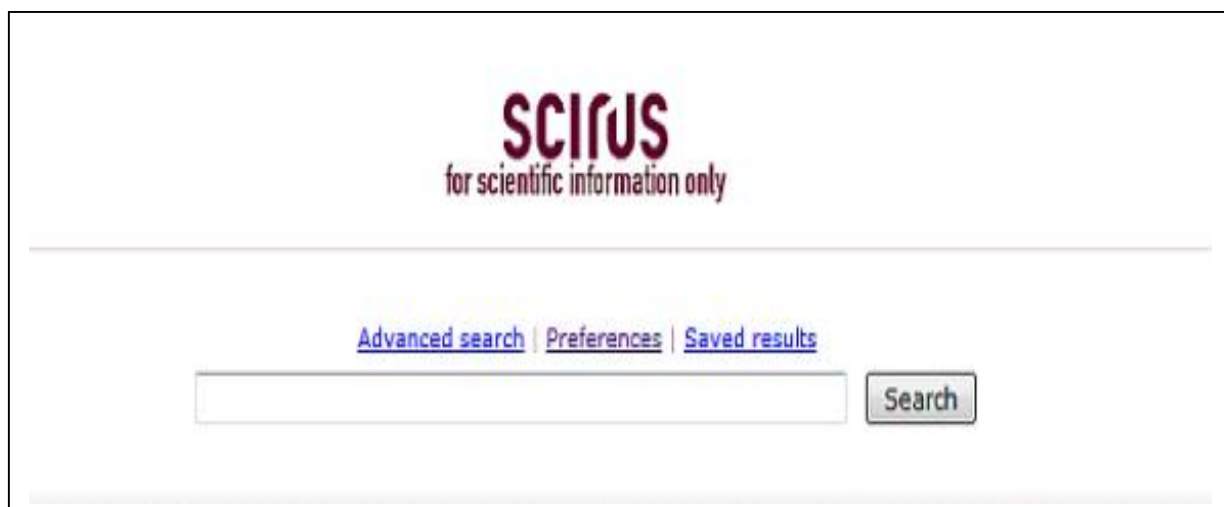 SCIrUS
for scientific information only
Advanced search | Preferences | Saved results
Search